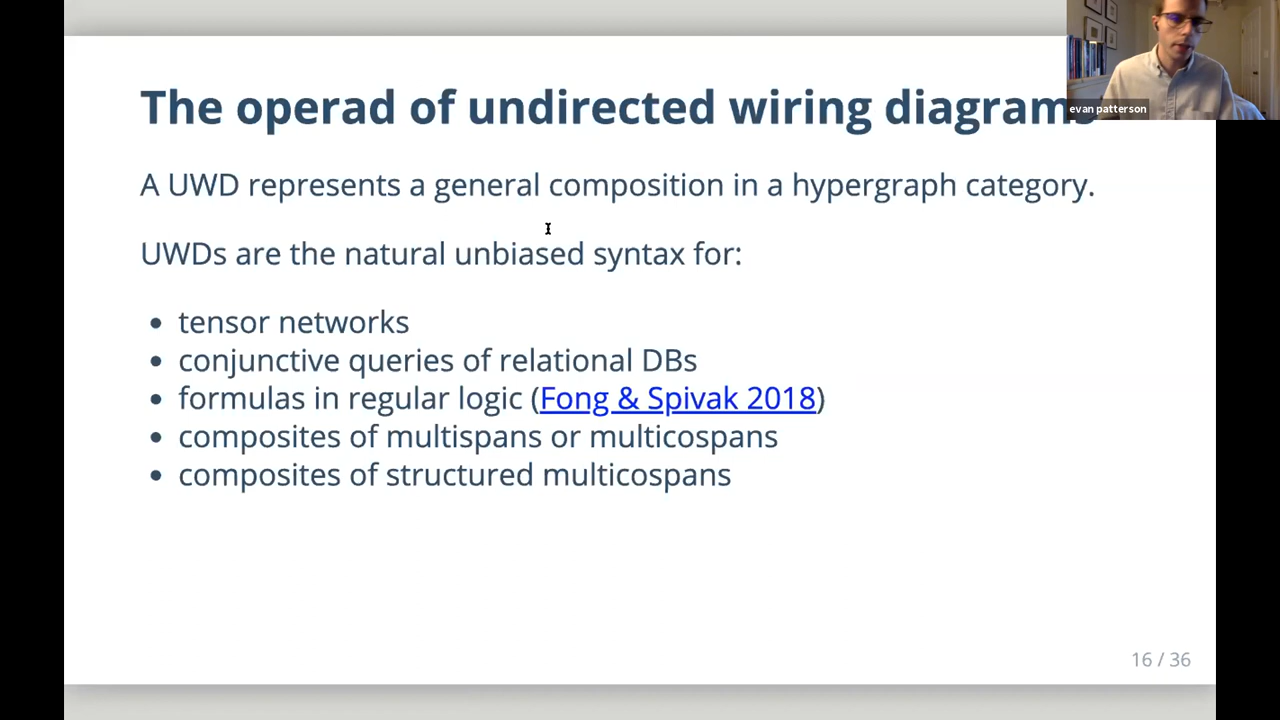 The operad of undirected wiring diagrams
evan patterson
A UWD represents a general composition in a hypergraph category.
UWDs are the natural unbiased syntax for:
• tensor networks
• conjunctive queries of relational DBs
• formulas in regular logic (Fong & Spivak 2018)
• composites of multispans or multicospans
• composites of structured multicospans
16 / 36